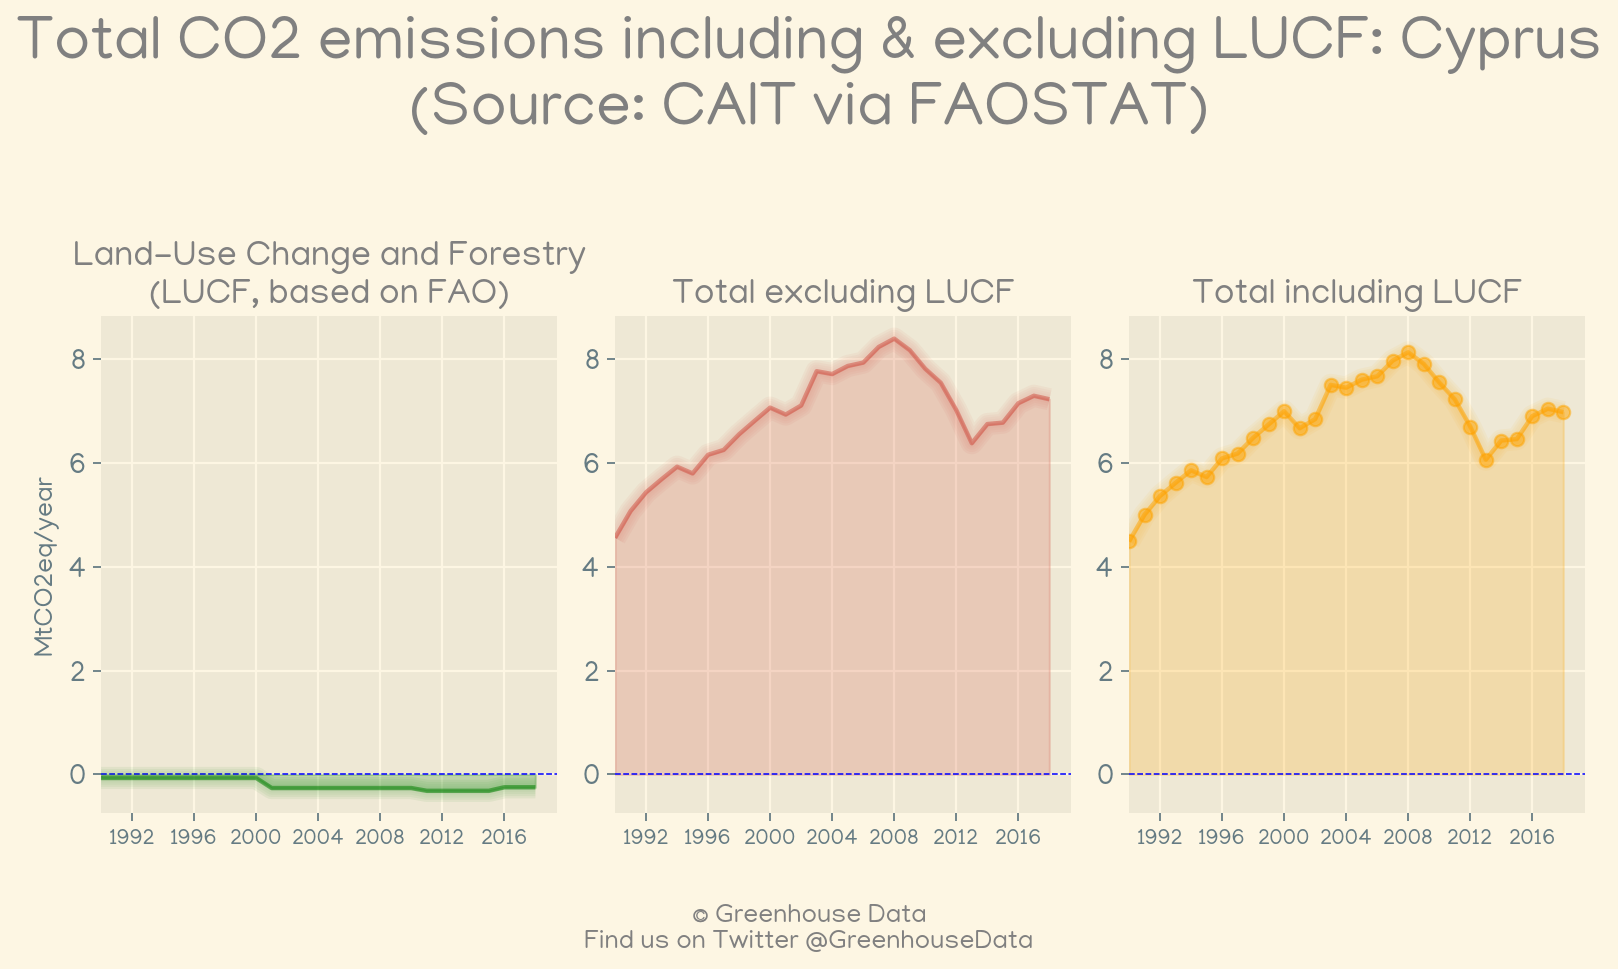 Total CO2 emissions including & excluding LUCF: Cyprus
(Source: CAIT via FAOSTAT)
Land-Use Change and Forestry
(LUCF, based on FAO)
Total excluding LUCF
Total including LUCF
MtCO2eq/year
8
6
4
2
0
1992 1996 2000 2004 2008 2012 2016
8
6
4
2
0
1992 1996 2000 2004 2008 2012 2016
8
6
4
2
0
1992 1996 2000 2004 2008 2012 2016
© Greenhouse Data
Find us on Twitter @GreenhouseData